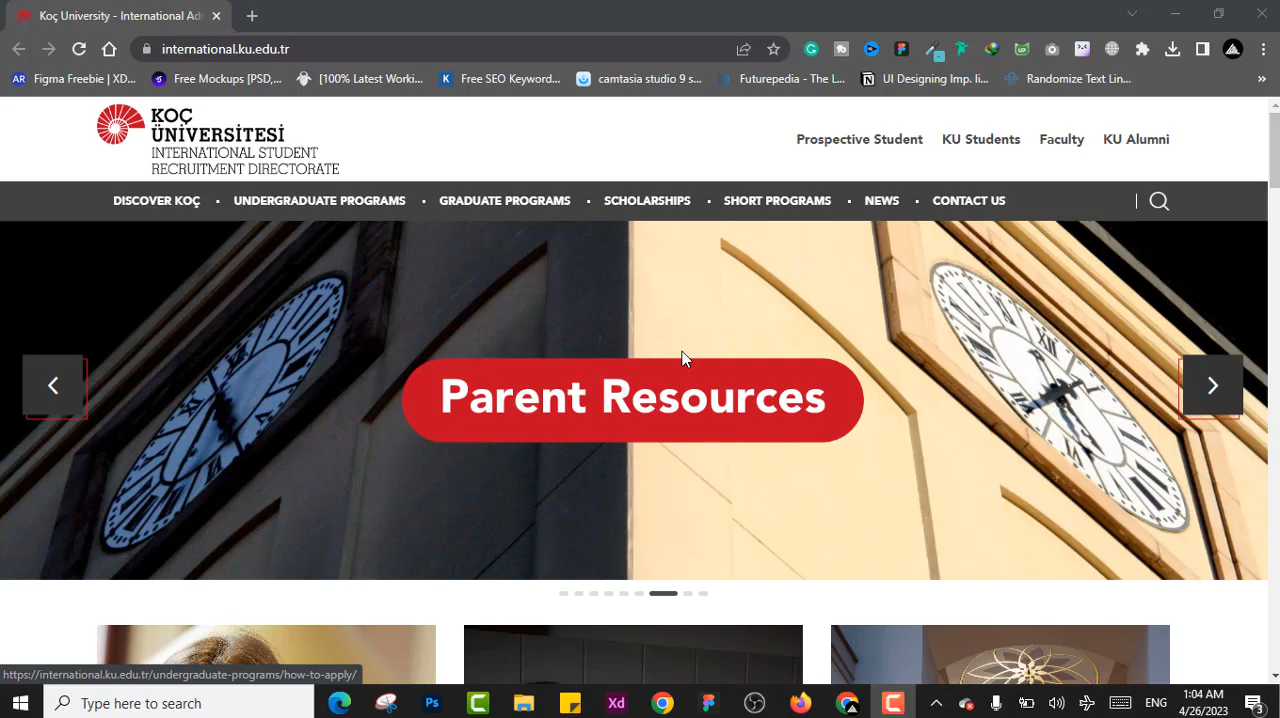 Koç University - International Ad
international.ku.edu.tr
Figma Freebie | XD...
Free Mockups [PSD,...
[100% Latest Worki...
Free SEO Keyword...
camtasia studio 9 s...
Futurepedia - The L...
UI Designing Imp. li...
Randomize Text Lin...
KOÇ
ÜNİVERSİTESİ
INTERNATIONAL STUDENT
RECRUITMENT DIRECTORATE
Prospective Student
KU Students
Faculty
KU Alumni
DISCOVER KOÇ
UNDERGRADUATE PROGRAMS
GRADUATE PROGRAMS
SCHOLARSHIPS
SHORT PROGRAMS
NEWS
CONTACT US
Parent Resources
https://international.ku.edu.tr/undergraduate-programs/how-to-apply/
Type here to search
Ps
Xd
ENG
1:04 AM
4/26/2023
3